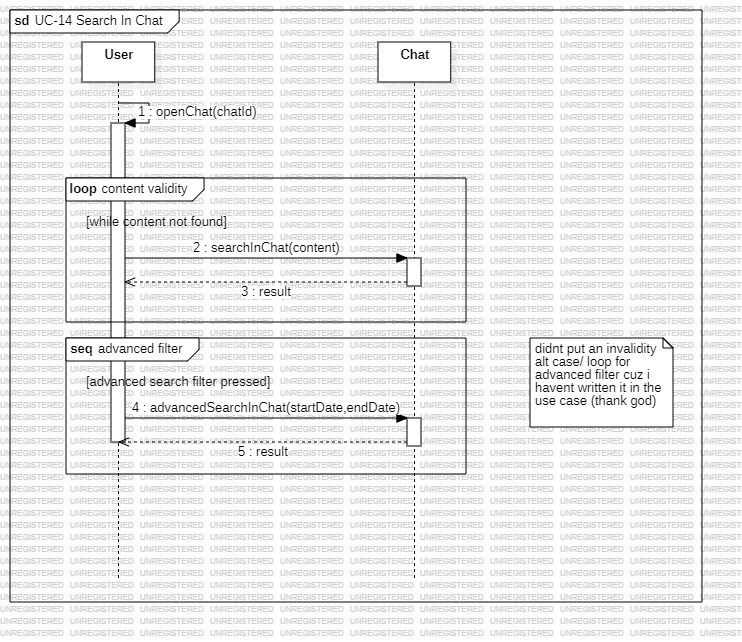 sd UC-14 Search In Chat
User
Chat
1 : openChat(chatId)
loop content validity
[while content not found]
2 : searchInChat(content)
3 : result
seq advanced filter
[advanced search filter pressed]
4 : advancedSearchInChat(startDate,endDate)
5 : result
didnt put an invalidity
alt case/ loop for
advanced filter cuz i
havent written it in the
use case (thank god)
UNREGISTERED